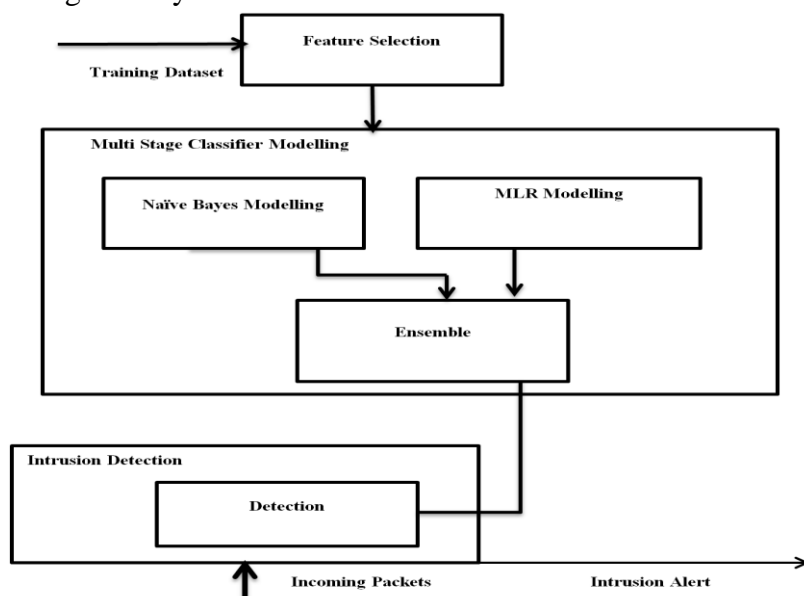 Feature Selection
Training Dataset
Multi Stage Classifier Modelling
Naïve Bayes Modelling
MLR Modelling
Ensemble
Intrusion Detection
Detection
Incoming Packets
Intrusion Alert